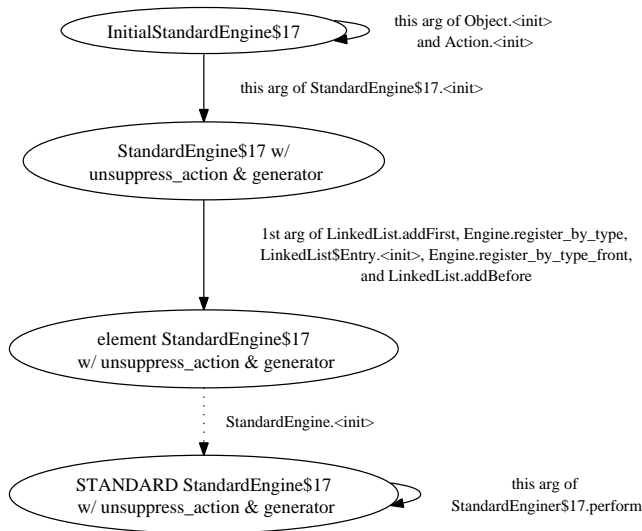 InitialStandardEngine$17
this arg of Object.<init>
and Action.<init>
this arg of StandardEngine$17.<init>
StandardEngine$17 w/
unsuppress_action & generator
1st arg of LinkedList.addFirst, Engine.register_by_type,
LinkedList$Entry.<init>, Engine.register_by_type_front,
and LinkedList.addBefore
element StandardEngine$17
w/ unsuppress_action & generator
StandardEngine.<init>
STANDARD StandardEngine$17
w/ unsuppress_action & generator
this arg of
StandardEnginer$17.perform